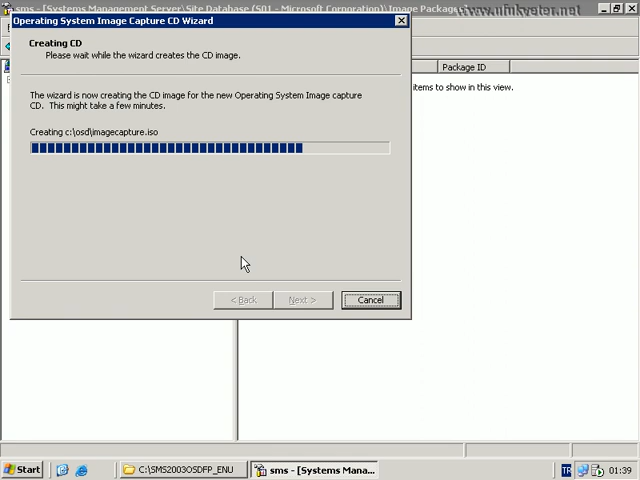 sms - [Systems Management Server\Site Database (S01 - Microsoft Corporation)\Image Packag
www.ufukyster.net
Operating System Image Capture CD Wizard
Creating CD
Please wait while the wizard creates the CD image.
Package ID
items to show in this view.
The wizard is now creating the CD image for the new Operating System Image capture
CD. This might take a few minutes.
Creating c:\osd\imagecapture.iso
< Back
Next >
Cancel
Start
C:\SMS2003OSDFP_ENU
sms - [Systems Mana...
TR
01:39